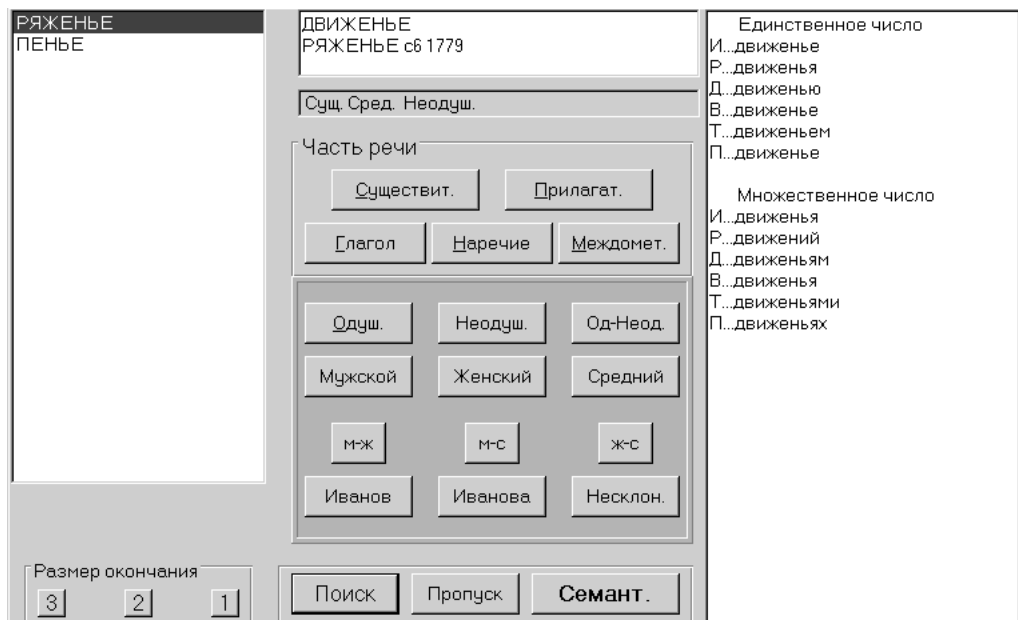 РЯЖЕНЬЕ
ПЕНЬЕ
ДВИЖЕНЬЕ
РЯЖЕНЬЕ с6 1779
Сущ. Сред. Неодуш.
Часть речи
Существит. Прилагат.
Глагол Наречие Междомет.
Одуш. Неодуш. Од-Неод.
Мужской Женский Средний
м-ж м-с ж-с
Иванов Иванова Несклон.
Размер окончания
3 2 1
Поиск Пропуск Семант.
Единственное число
И...движенье
Р...движенья
Д...движенью
В...движенье
Т...движеньем
П...движенье
Множественное число
И...движенья
Р...движений
Д...движеньям
В...движенья
Т...движеньями
П...движеньях